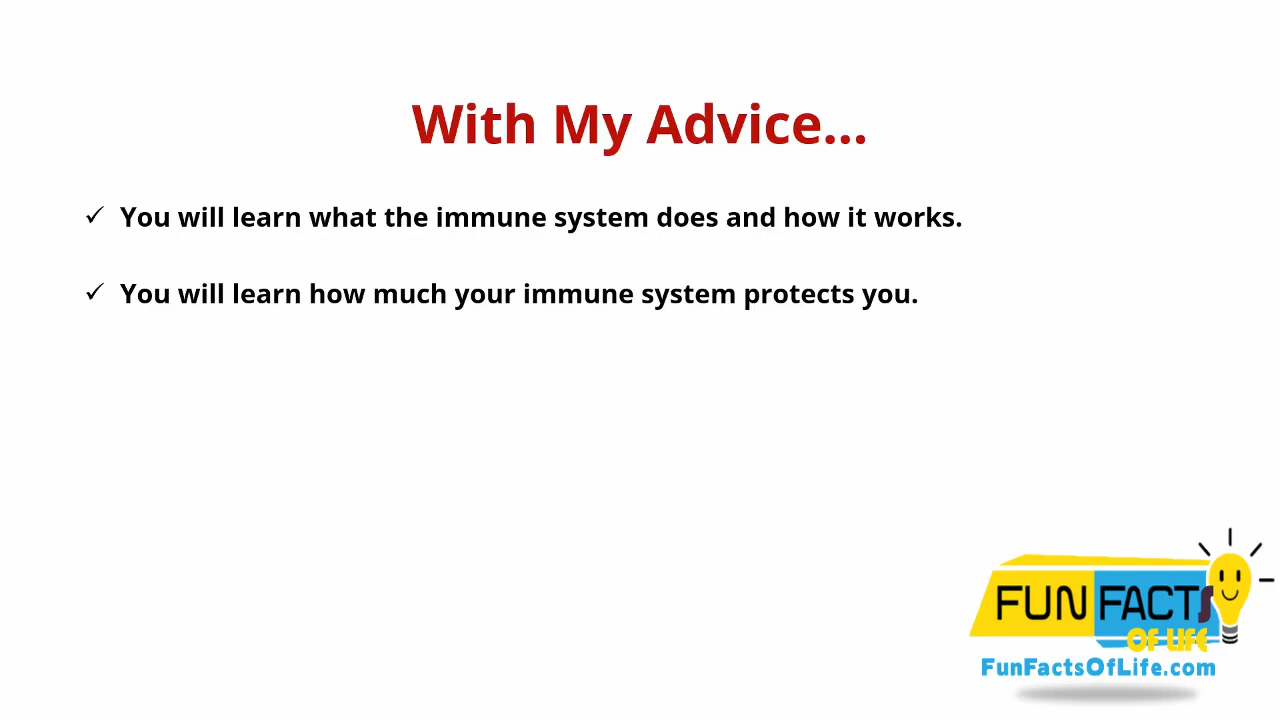 With My Advice...
✓ You will learn what the immune system does and how it works.
✓ You will learn how much your immune system protects you.
FUN FACTS
OF LIFE
FunFactsOfLife.com